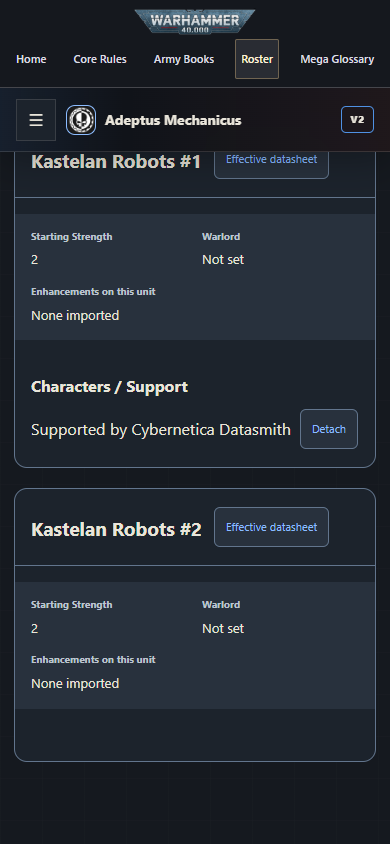 WARHAMMER
40,000
Home Core Rules Army Books Roster Mega Glossary
☰ Adeptus Mechanicus V2
Kastelan Robots #1 Effective datasheet
Starting Strength Warlord
2 Not set
Enhancements on this unit
None imported
Characters / Support
Supported by Cybernetica Datasmith Detach
Kastelan Robots #2 Effective datasheet
Starting Strength Warlord
2 Not set
Enhancements on this unit
None imported